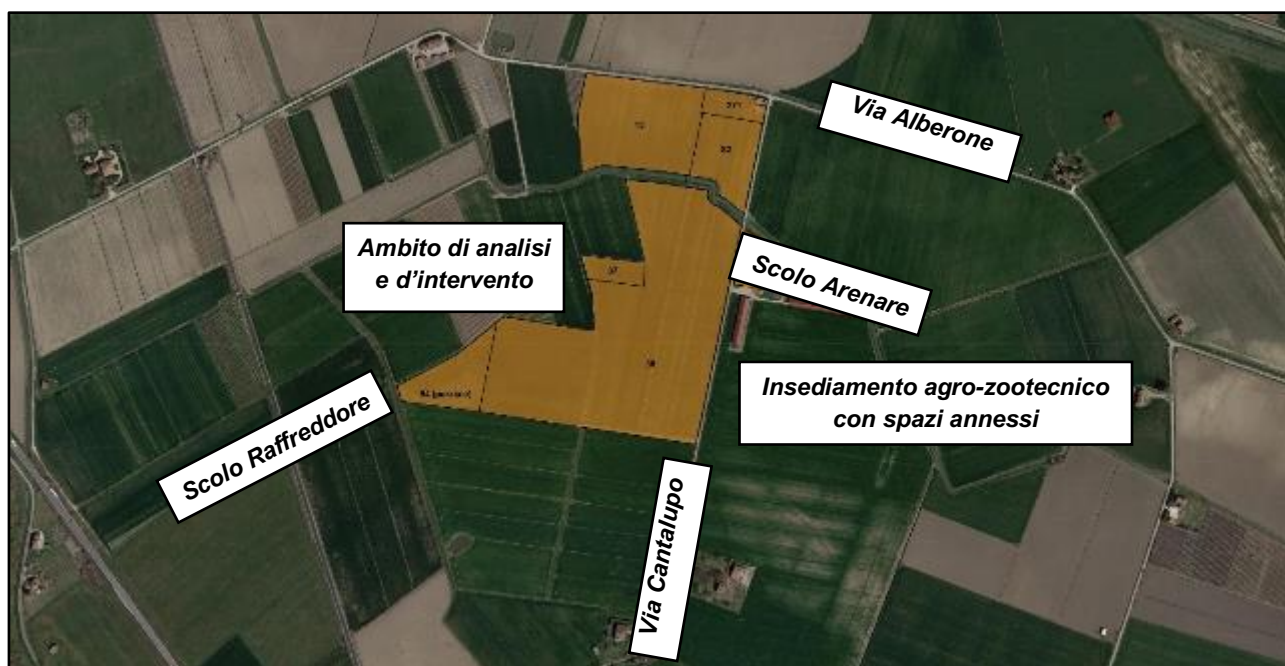 Via Alberone
Ambito di analisi
e d'intervento
Scolo Arenare
Insediamento agro-zootecnico
con spazi annessi
Scolo Raffreddore
Via Cantalupo